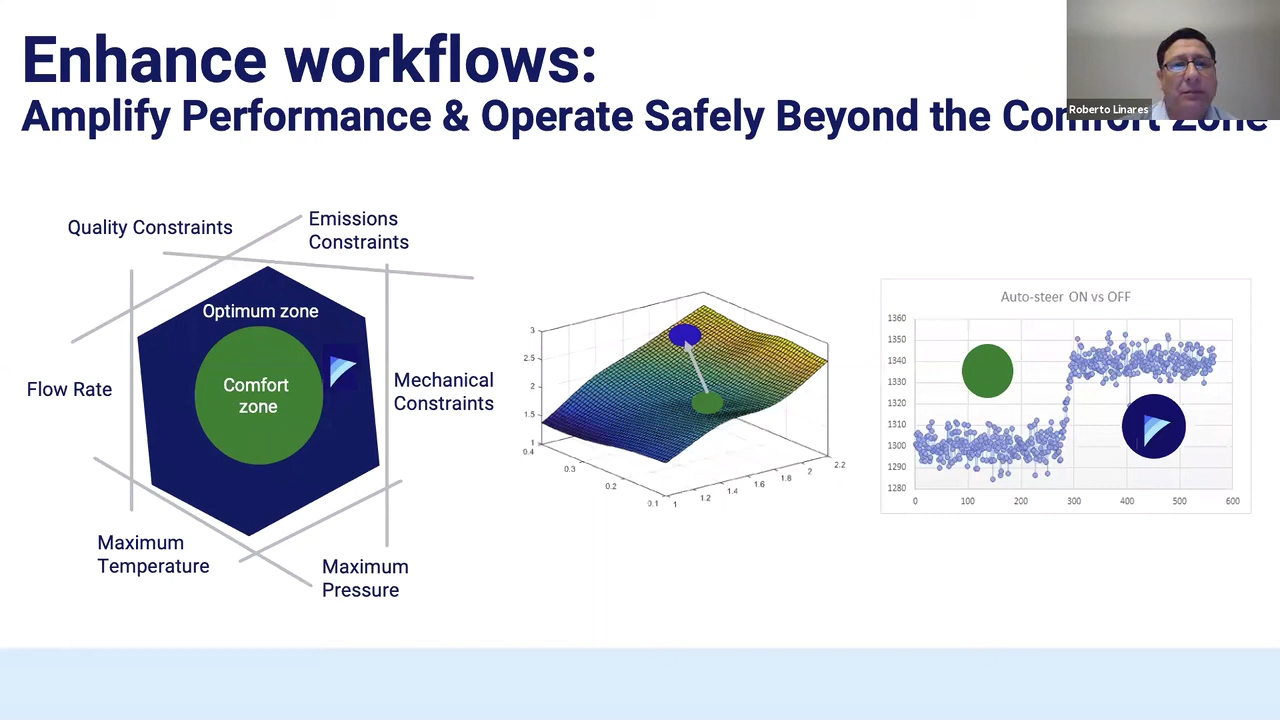 Enhance workflows:
Amplify Performance & Operate Safely Beyond the Comfort Zone
Roberto Linares
Quality Constraints
Emissions
Constraints
Optimum zone
Comfort
zone
Flow Rate
Mechanical
Constraints
Maximum
Temperature
Maximum
Pressure
3
2.5
2
1.5
1
0.4
0.3
0.2
0.1
1
1.2
1.4
1.6
1.8
2
2.2
Auto-steer ON vs OFF
1360
1350
1340
1330
1320
1310
1300
1290
1280
0 100 200 300 400 500 600